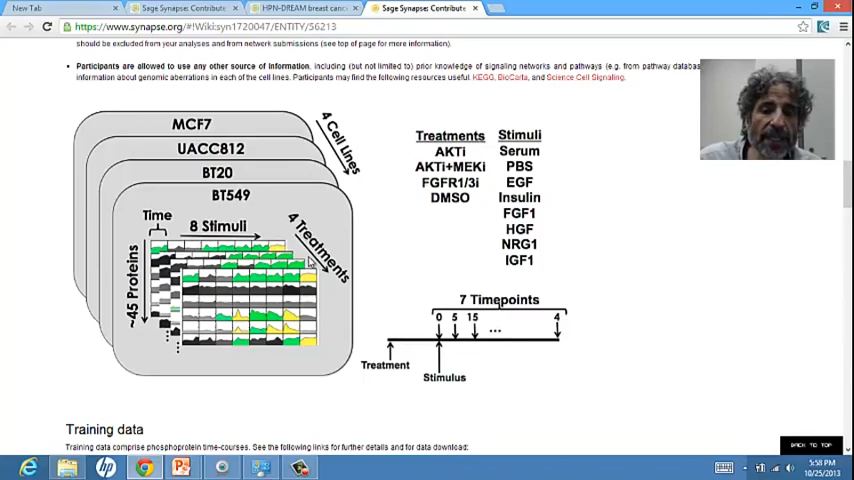 New Tab
Sage Synapse: Contribute
HPN-DREAM breast canc
Sage Synapse: Contribute
https://www.synapse.org/#!Wiki:syn1720047/ENTITY/56213
should be excluded from your analyses and from network submissions (see top of page for more information).
Participants are allowed to use any other source of information, including (but not limited to) prior knowledge of signaling networks and pathways (e.g. from pathway databas
information about genomic aberrations in each of the cell lines. Participants may find the following resources useful. KEGG, BioCarta, and Science Cell Signaling.
MCF7
UACC812
BT20
BT549
4 Cell Lines
Time
8 Stimuli
4 Treatments
~45 Proteins
Treatments Stimuli
AKTi Serum
AKTi+MEKi PBS
FGFR1/3i EGF
DMSO Insulin
FGF1
HGF
NRG1
IGF1
7 Timepoints
0 5 15 ... 4
Treatment
Stimulus
Training data
Training data comprise phosphoprotein time-courses. See the following links for further details and for data download:
BACK TO TOP
5:58 PM
10/25/2013